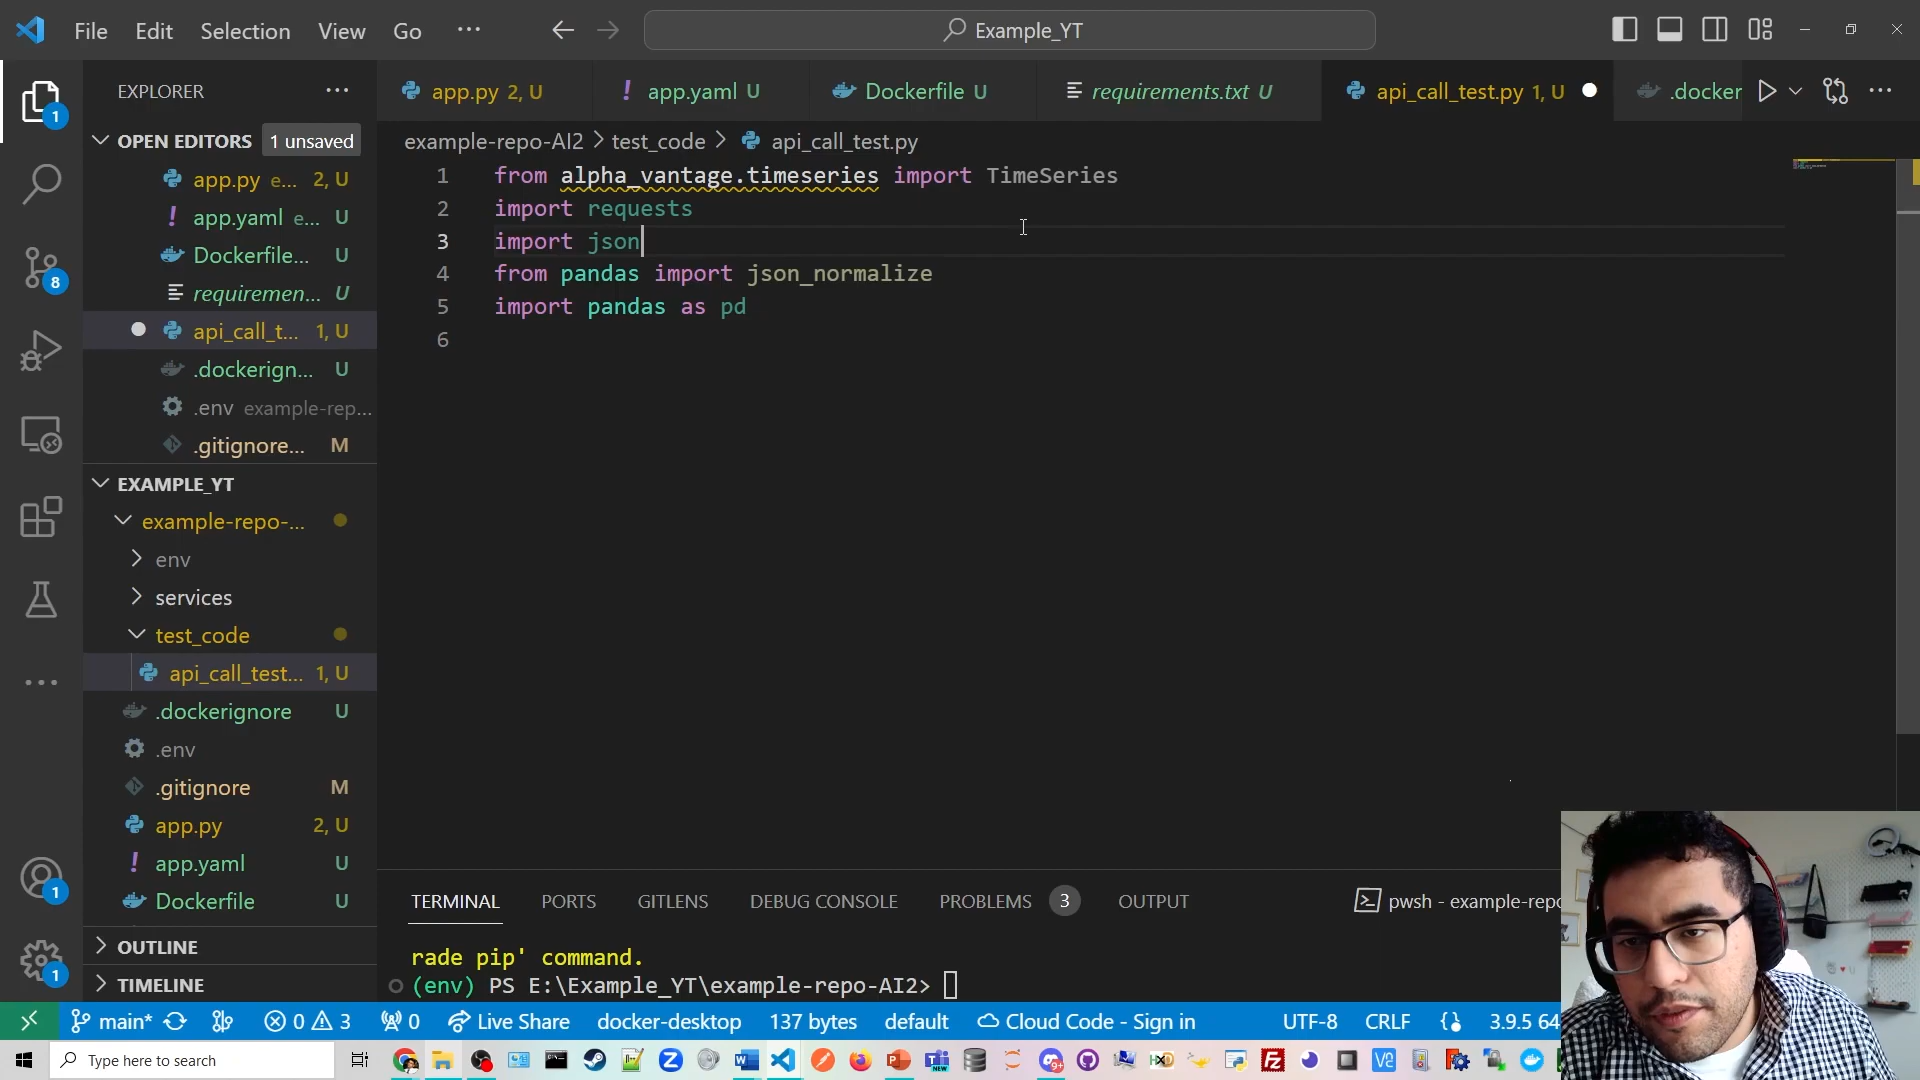 File Edit Selection View Go ··· Example_YT
EXPLORER ···
OPEN EDITORS 1 unsaved
app.py e... 2, U
app.yaml e... U
Dockerfile... U
requiremen... U
api_call_t... 1, U
.dockerign... U
.env example-rep...
.gitignore... M
EXAMPLE_YT
example-repo-...
env
services
test_code
api_call_test... 1, U
.dockerignore U
.env
.gitignore M
app.py 2, U
app.yaml U
Dockerfile U
OUTLINE
TIMELINE
1
8
1
1
app.py 2, U app.yaml U Dockerfile U requirements.txt U api_call_test.py 1, U .docker
example-repo-AI2 > test_code > api_call_test.py
1 from alpha_vantage.timeseries import TimeSeries
2 import requests
3 import json
4 from pandas import json_normalize
5 import pandas as pd
6
TERMINAL PORTS GITLENS DEBUG CONSOLE PROBLEMS 3 OUTPUT pwsh - example-repo
rade pip' command.
(env) PS E:\Example_YT\example-repo-AI2>
main* 0 3 0 Live Share docker-desktop 137 bytes default Cloud Code - Sign in UTF-8 CRLF {} 3.9.5 64
Type here to search